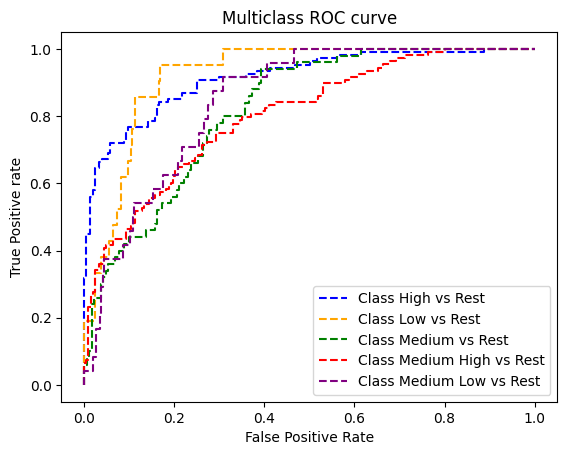 Multiclass ROC curve
True Positive rate
1.0
0.8
0.6
0.4
0.2
0.0
Class High vs Rest
Class Low vs Rest
Class Medium vs Rest
Class Medium High vs Rest
Class Medium Low vs Rest
0.0 0.2 0.4 0.6 0.8 1.0
False Positive Rate